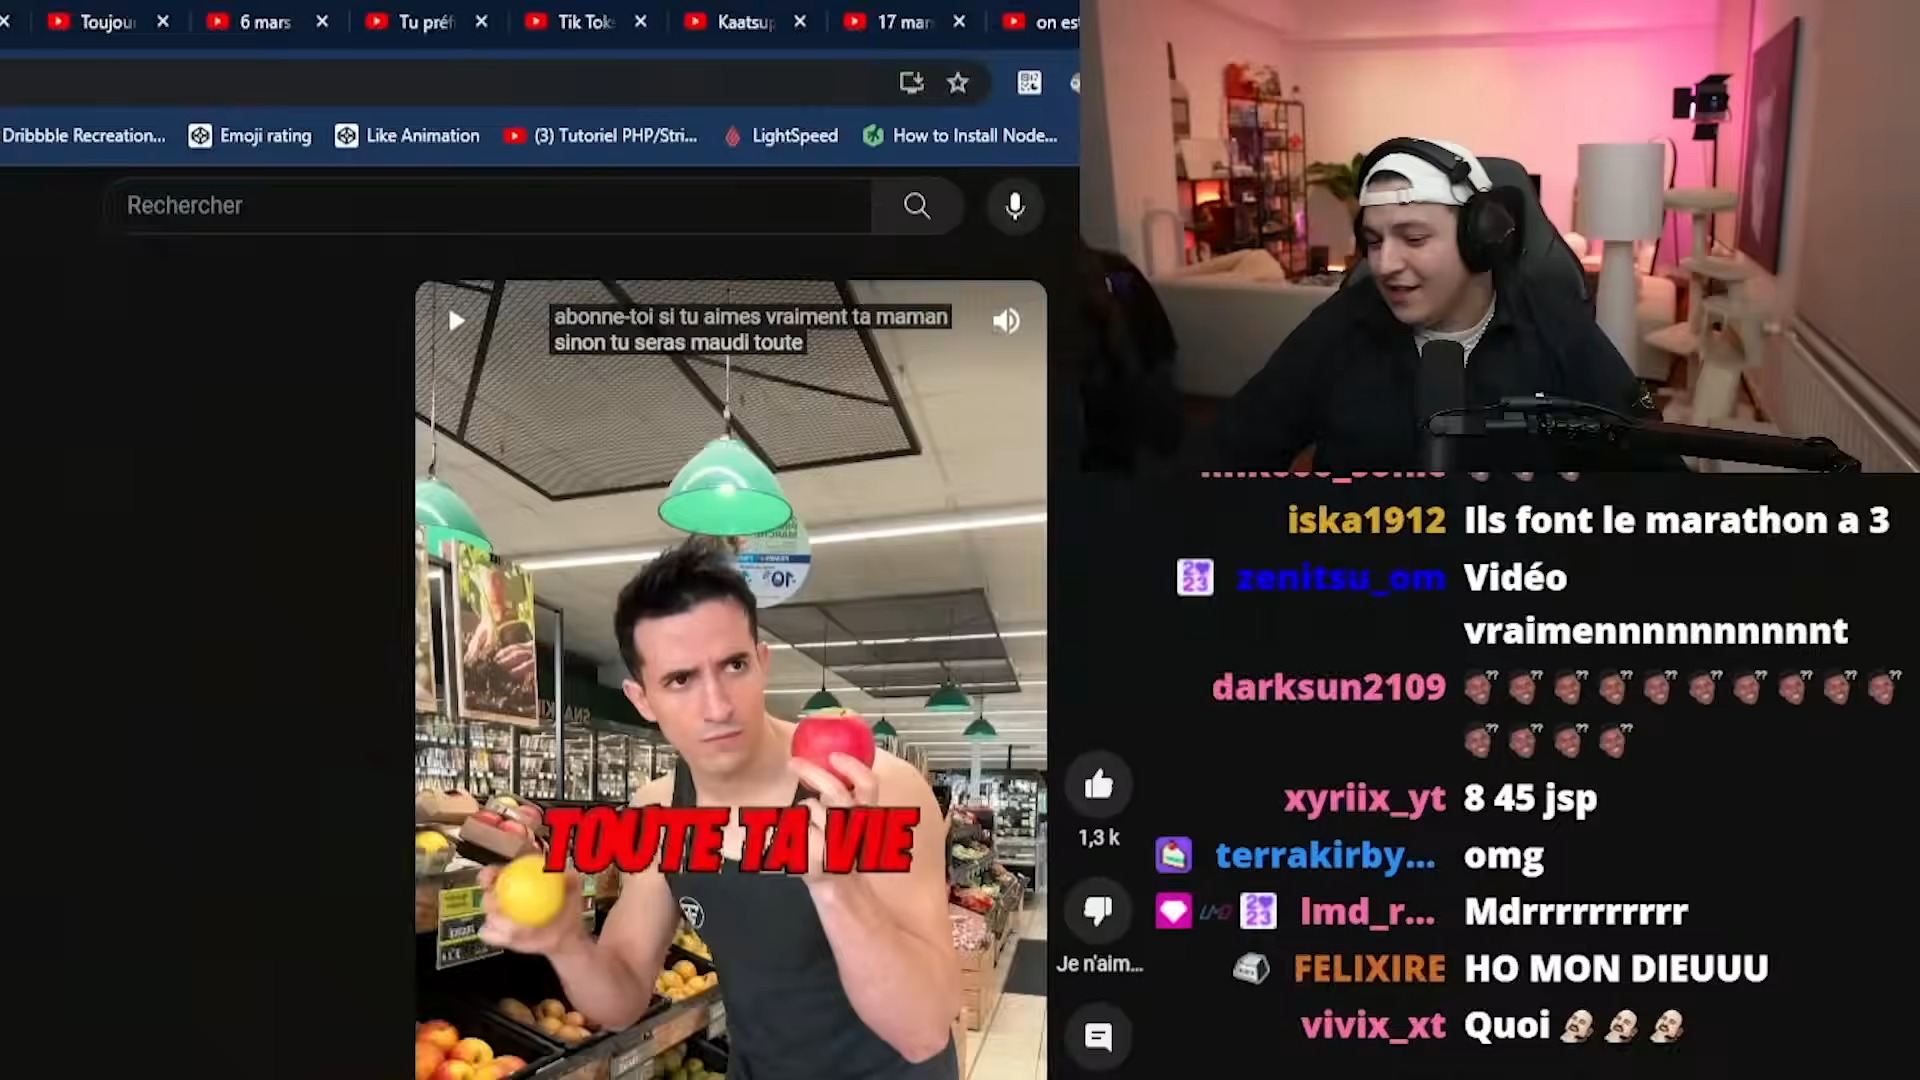 Toujou
6 mars
Tu préf
Tik Tok
Kaatsup
17 mar
on est
Dribbble Recreation...
Emoji rating
Like Animation
(3) Tutoriel PHP/Stri...
LightSpeed
How to Install Node...
Rechercher
abonne-toi si tu aimes vraiment ta maman
sinon tu seras maudi toute
TOUTE TA VIE
1,3 k
Je n'aim...
iska1912 Ils font le marathon a 3
zenitsu_om Vidéo
vraimennnnnnnnnnt
darksun2109
xyriix_yt 8 45 jsp
terrakirby... omg
lmd_r... Mdrrrrrrrrrr
FELIXIRE HO MON DIEUUU
vivix_xt Quoi